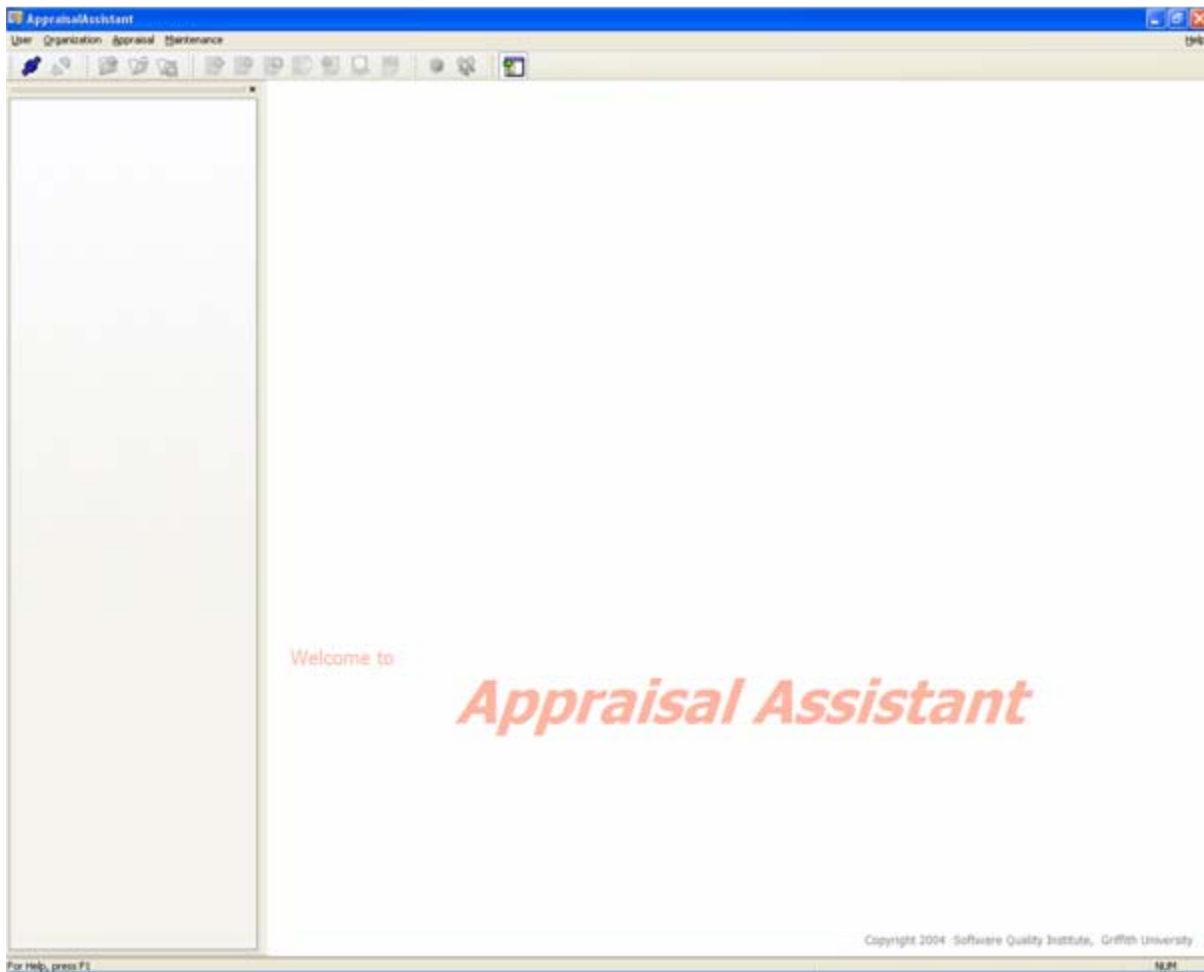 AppraisalAssistant
User Organization Appraisal Maintenance Help
Welcome to
Appraisal Assistant
Copyright 2004 Software Quality Institute, Griffith University
For Help, press F1 NUM